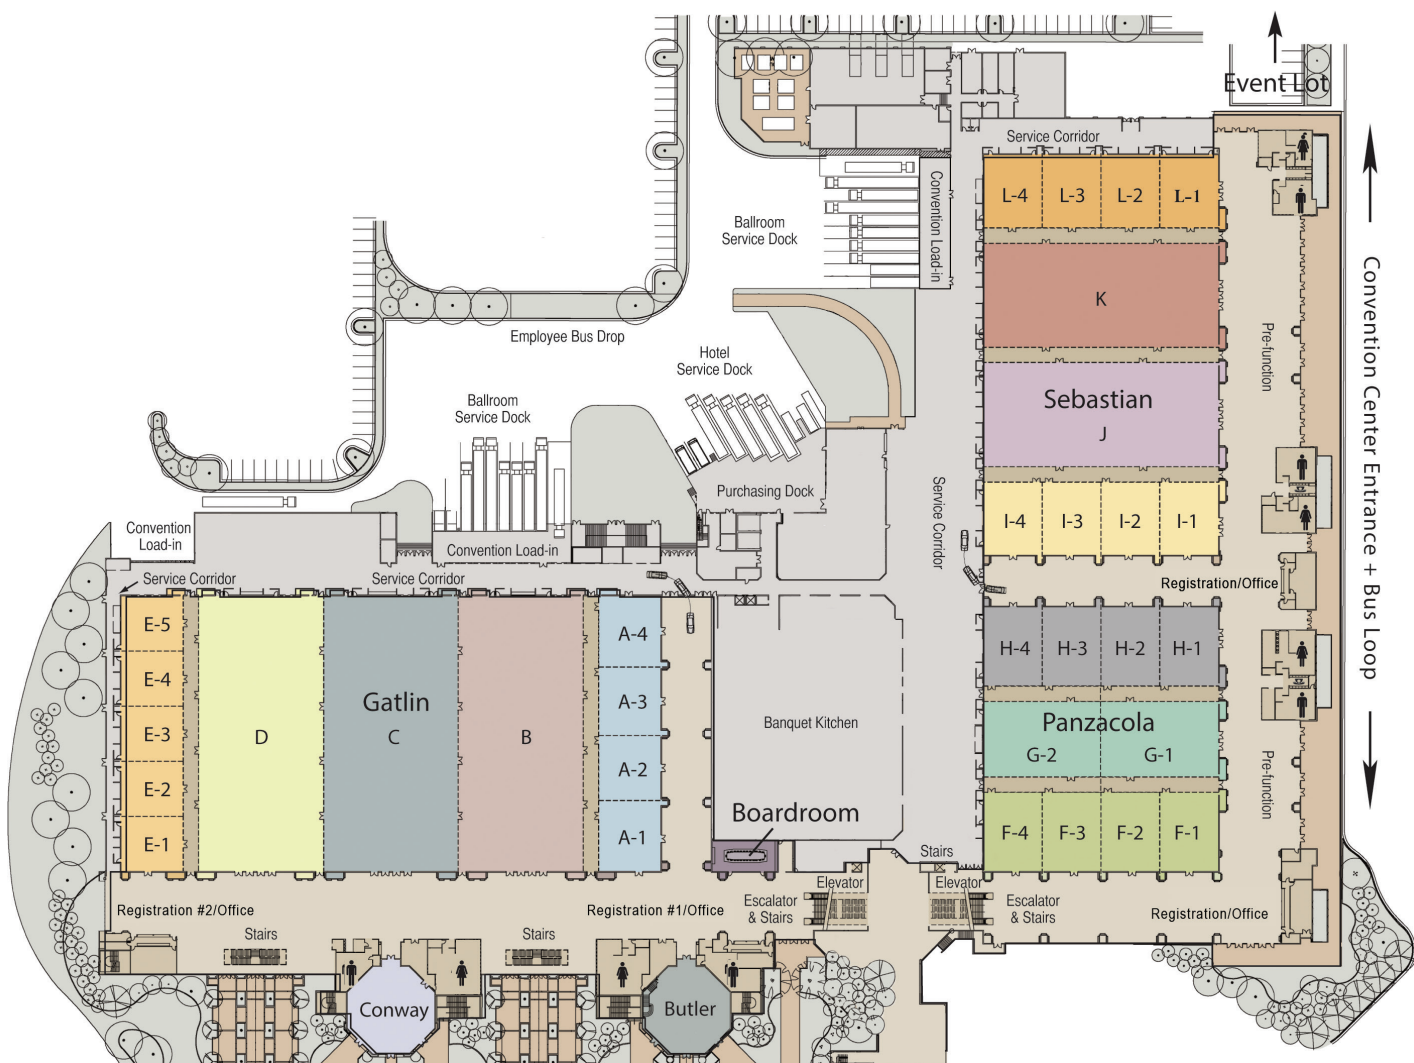 Event Lot
Service Corridor
Convention Load-in
L-4
L-3
L-2
L-1
Ballroom
Service Dock
K
Pre-function
Convention Center Entrance + Bus Loop
Employee Bus Drop
Hotel
Service Dock
Ballroom
Service Dock
Sebastian
J
Purchasing Dock
Service Corridor
I-4
I-3
I-2
I-1
Convention
Load-in
Convention Load-in
Service Corridor
Service Corridor
Registration/Office
E-5
E-4
E-3
E-2
E-1
D
Gatlin
C
B
A-4
A-3
A-2
A-1
Banquet Kitchen
Boardroom
H-4
H-3
H-2
H-1
Panzacola
G-2
G-1
Pre-function
F-4
F-3
F-2
F-1
Stairs
Elevator
Elevator
Escalator
& Stairs
Escalator
& Stairs
Registration #2/Office
Registration #1/Office
Registration/Office
Stairs
Stairs
Conway
Butler